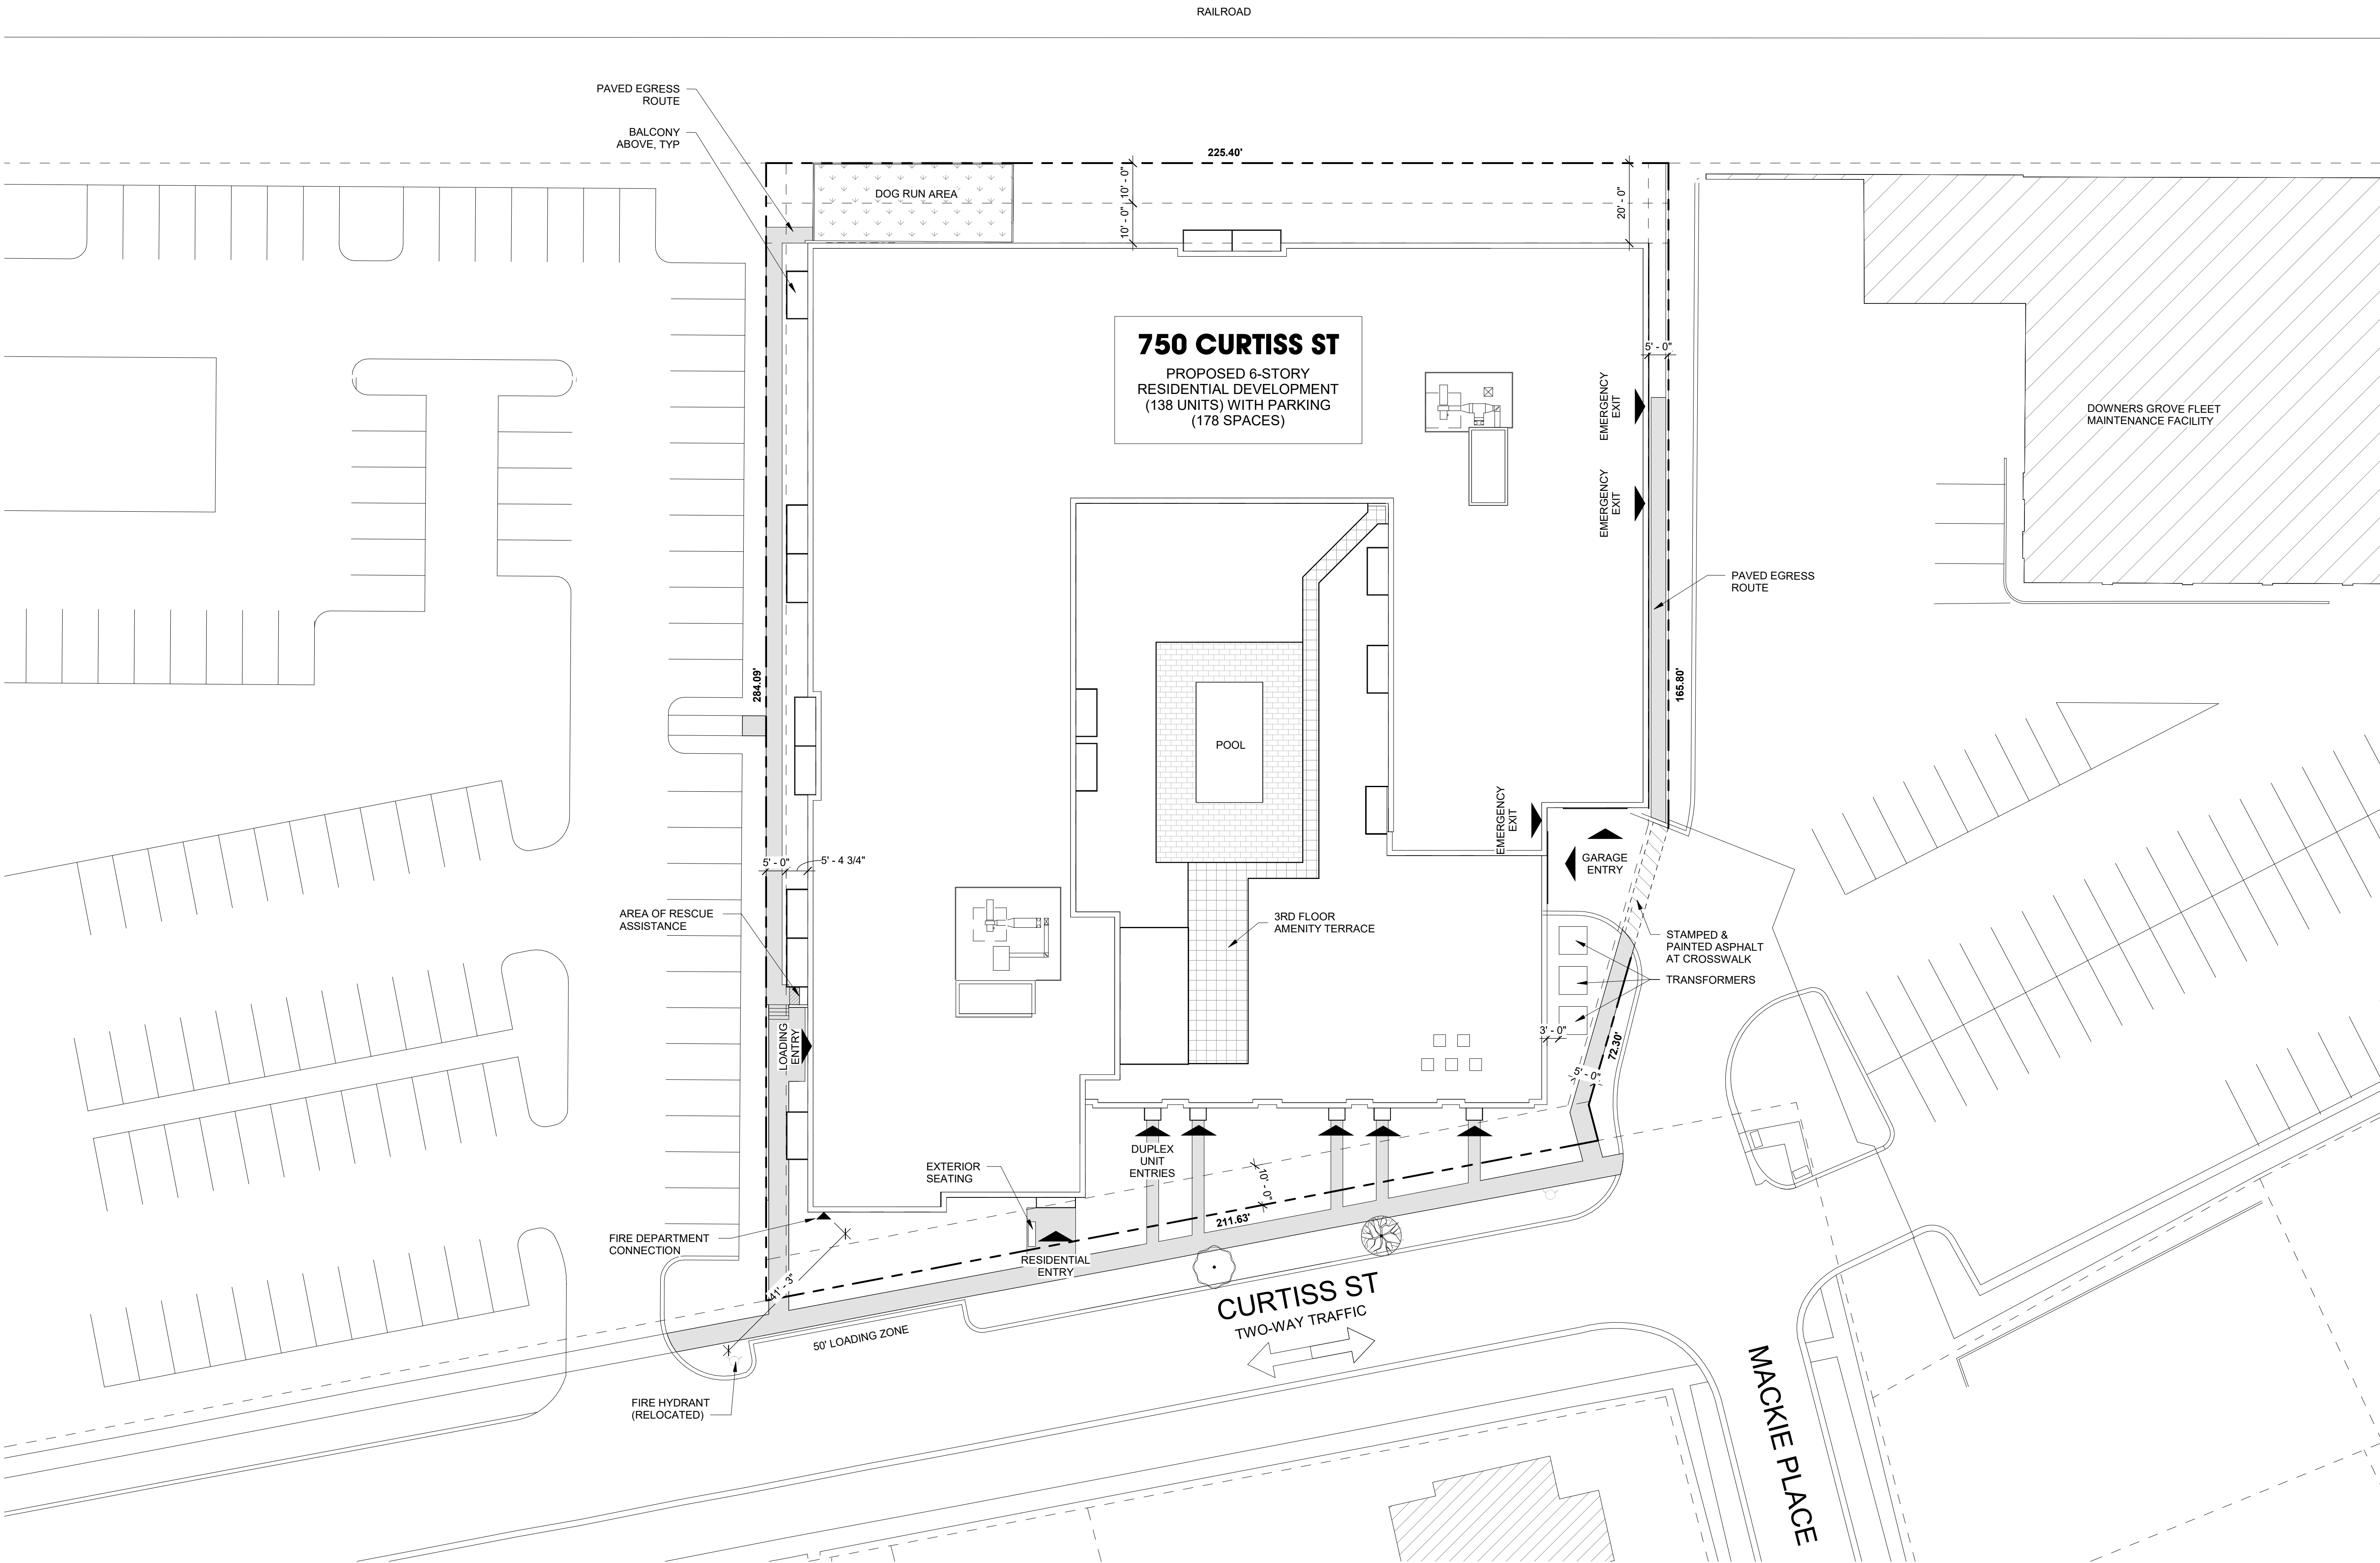 RAILROAD
PAVED EGRESS
ROUTE
BALCONY
ABOVE, TYP
225.40'
DOG RUN AREA
10' - 0"
10' - 0"
20' - 0"
750 CURTISS ST
PROPOSED 6-STORY
RESIDENTIAL DEVELOPMENT
(138 UNITS) WITH PARKING
(178 SPACES)
5' - 0"
EMERGENCY
EXIT
EMERGENCY
EXIT
DOWNERS GROVE FLEET
MAINTENANCE FACILITY
PAVED EGRESS
ROUTE
284.09'
165.80'
POOL
EMERGENCY
EXIT
GARAGE
ENTRY
5' - 0"
5' - 4 3/4"
AREA OF RESCUE
ASSISTANCE
3RD FLOOR
AMENITY TERRACE
STAMPED &
PAINTED ASPHALT
AT CROSSWALK
TRANSFORMERS
LOADING
ENTRY
3' - 0"
72.30'
5' - 0"
DUPLEX
UNIT
ENTRIES
EXTERIOR
SEATING
10' - 0"
211.63'
FIRE DEPARTMENT
CONNECTION
RESIDENTIAL
ENTRY
41' - 3"
CURTISS ST
TWO-WAY TRAFFIC
50' LOADING ZONE
FIRE HYDRANT
(RELOCATED)
MACKIE PLACE